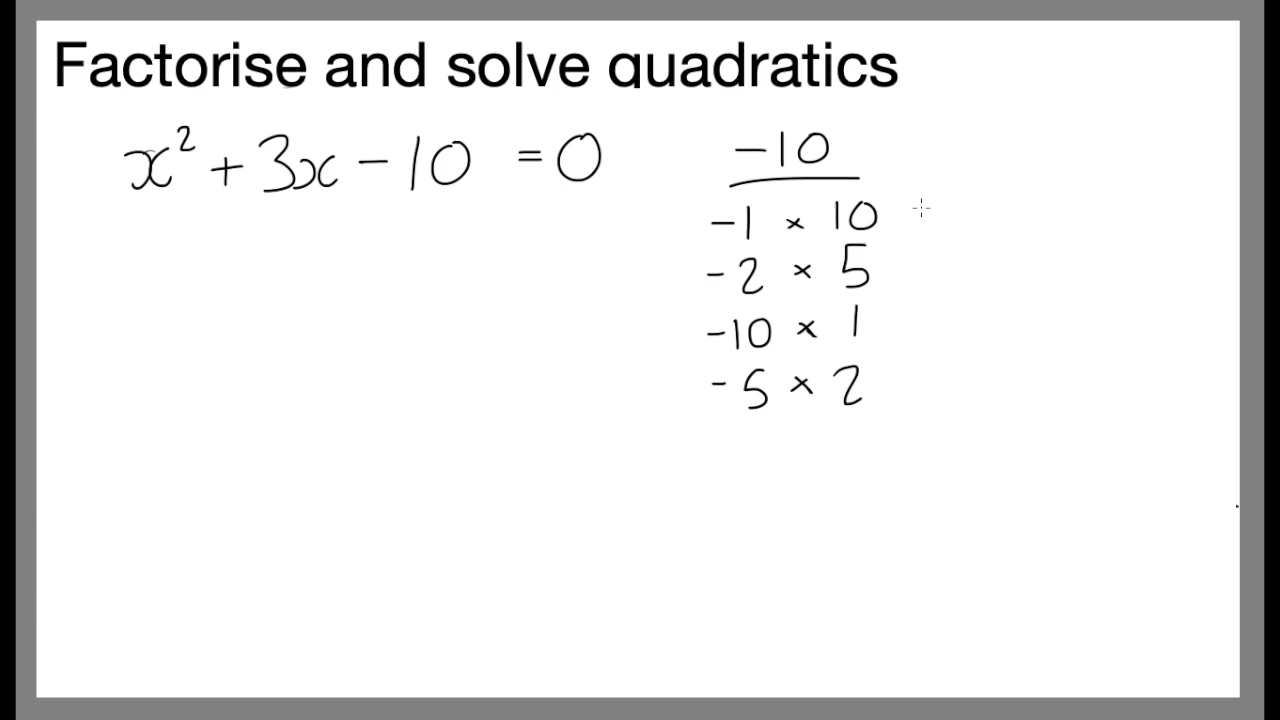 Factorise and solve quadratics
x² + 3x - 10 = 0
-10
-1 × 10
-2 × 5
-10 × 1
-5 × 2